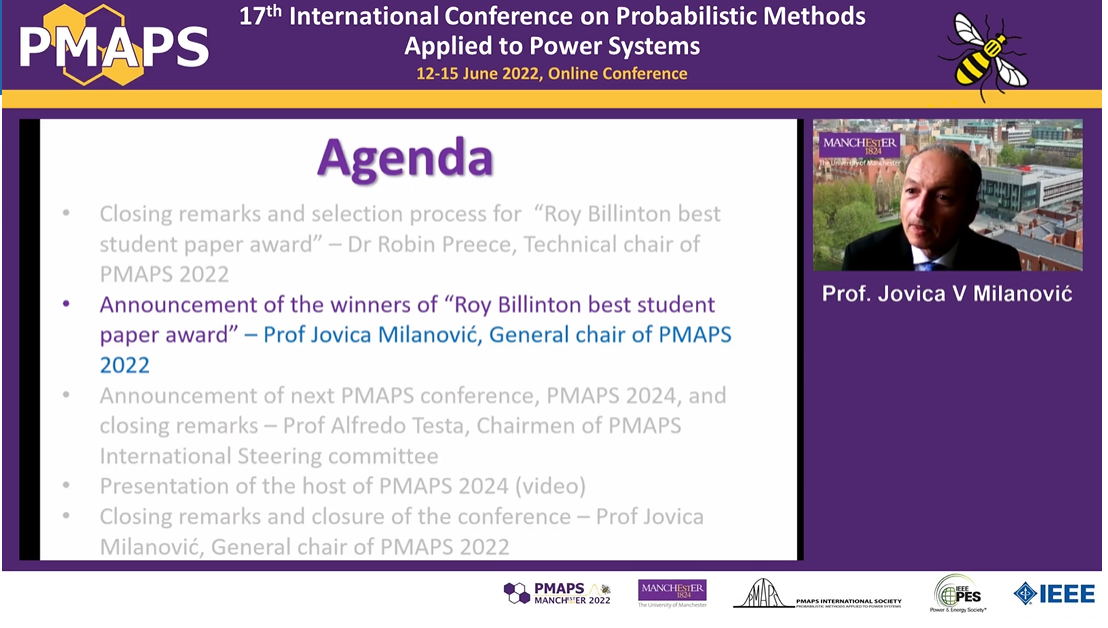 PMAPS
17th International Conference on Probabilistic Methods
Applied to Power Systems
12-15 June 2022, Online Conference
Agenda
• Closing remarks and selection process for “Roy Billinton best
student paper award” – Dr Robin Preece, Technical chair of
PMAPS 2022
• Announcement of the winners of “Roy Billinton best student
paper award” – Prof Jovica Milanović, General chair of PMAPS
2022
• Announcement of next PMAPS conference, PMAPS 2024, and
closing remarks – Prof Alfredo Testa, Chairmen of PMAPS
International Steering committee
• Presentation of the host of PMAPS 2024 (video)
• Closing remarks and closure of the conference – Prof Jovica
Milanović, General chair of PMAPS 2022
MANCHESTER
1824
The University of Manchester
Prof. Jovica V Milanović
PMAPS
MANCHESTER 2022
MANCHESTER
1824
The University of Manchester
PMAPS
PMAPS INTERNATIONAL SOCIETY
PROBABILISTIC METHODS APPLIED TO POWER SYSTEMS
IEEE
PES
Power & Energy Society®
IEEE